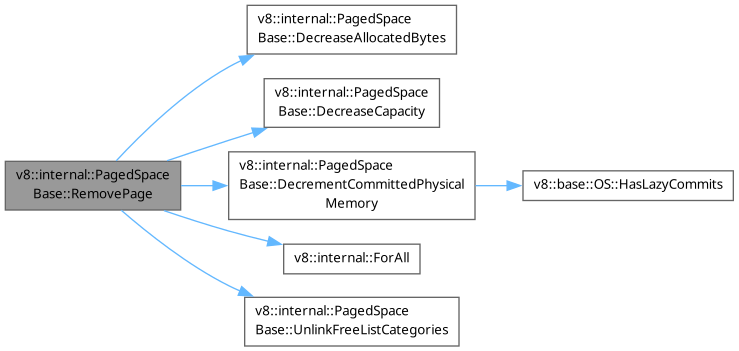 v8::internal::PagedSpace
Base::RemovePage
v8::internal::PagedSpace
Base::DecreaseAllocatedBytes
v8::internal::PagedSpace
Base::DecreaseCapacity
v8::internal::PagedSpace
Base::DecrementCommittedPhysical
Memory
v8::base::OS::HasLazyCommits
v8::internal::ForAll
v8::internal::PagedSpace
Base::UnlinkFreeListCategories